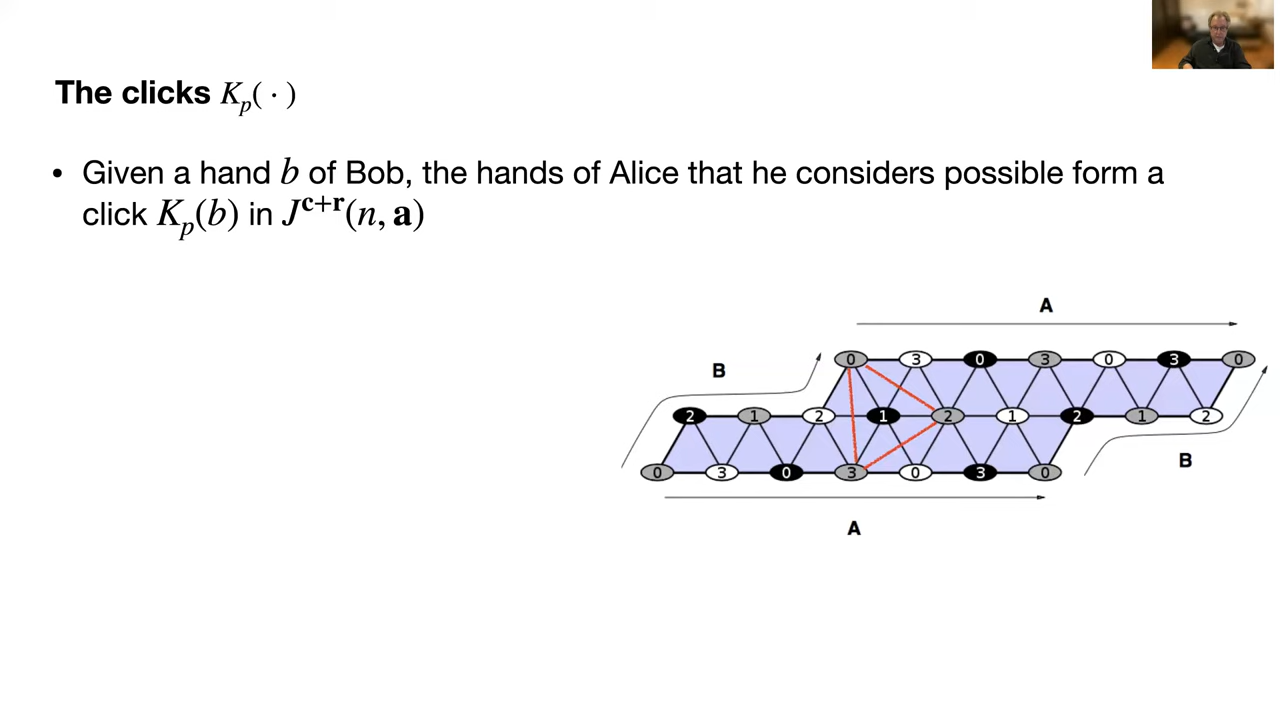 The clicks Kₚ( · )
• Given a hand b of Bob, the hands of Alice that he considers possible form a
click Kₚ(b) in J^{c+r}(n, a)
A
B
0 3 0 3 0 3 0
2 1 2 1 2 1 2 1 2
0 3 0 3 0 3 0
B
A